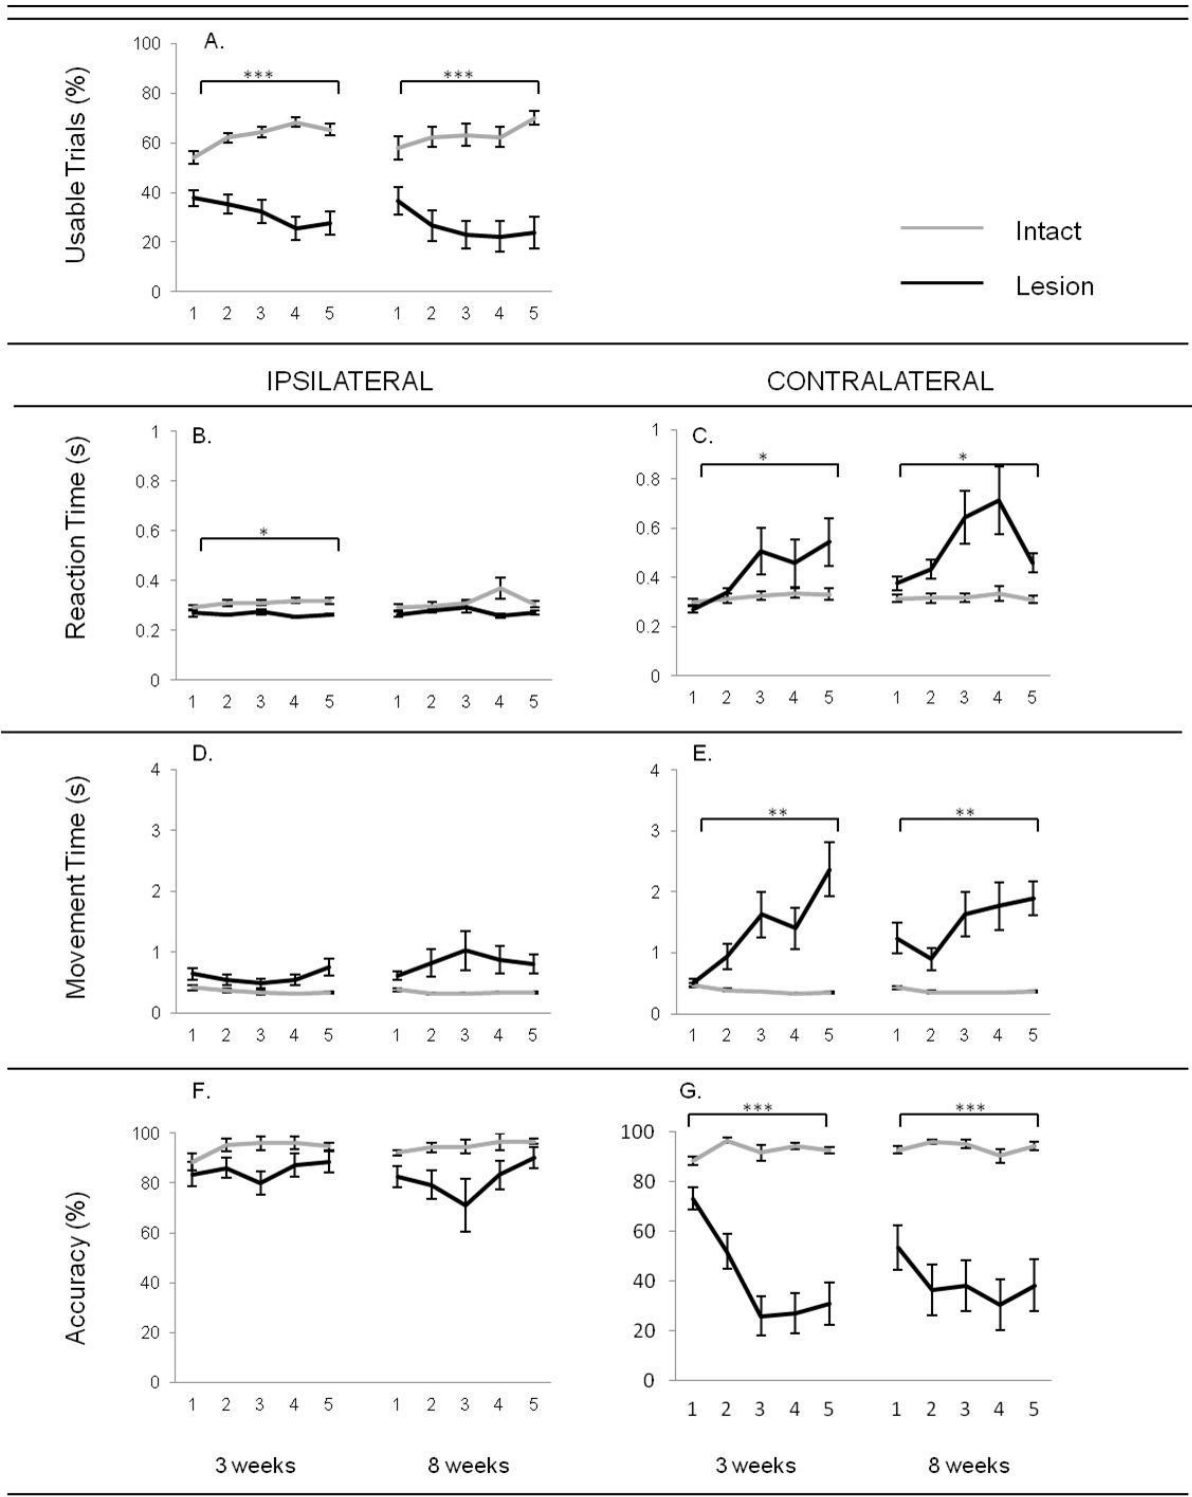 A.
Usable Trials (%)
100
80
60
40
20
0
***
***
1 2 3 4 5 1 2 3 4 5
Intact
Lesion
IPSILATERAL CONTRALATERAL
B.
Reaction Time (s)
1
0.8
0.6
0.4
0.2
0
*
1 2 3 4 5 1 2 3 4 5
C.
1
0.8
0.6
0.4
0.2
0
*
*
1 2 3 4 5 1 2 3 4 5
D.
Movement Time (s)
4
3
2
1
0
1 2 3 4 5 1 2 3 4 5
E.
4
3
2
1
0
**
**
1 2 3 4 5 1 2 3 4 5
F.
Accuracy (%)
100
80
60
40
20
0
1 2 3 4 5 1 2 3 4 5
3 weeks 8 weeks
G.
100
80
60
40
20
0
***
***
1 2 3 4 5 1 2 3 4 5
3 weeks 8 weeks